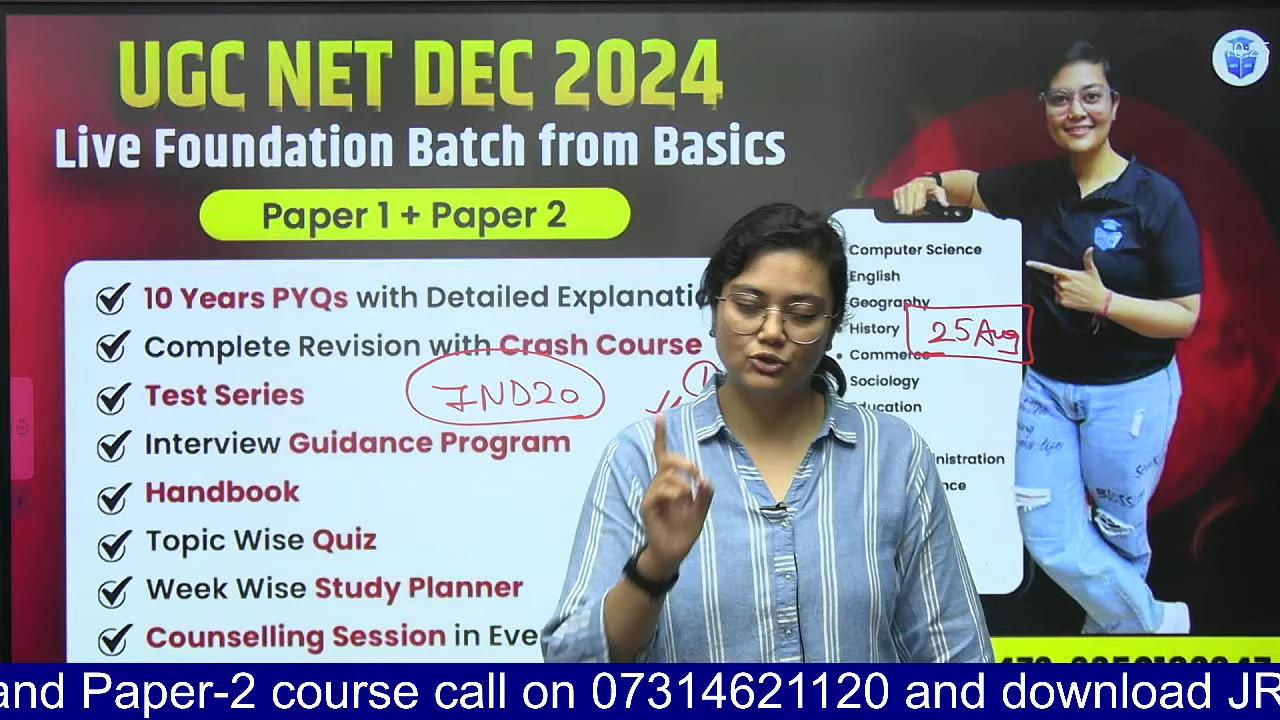 UGC NET DEC 2024
Live Foundation Batch from Basics
Paper 1 + Paper 2
10 Years PYQs with Detailed
Complete Revision with Crash Course
Test Series
Interview Guidance Program
Handbook
Topic Wise Quiz
Week Wise Study Planner
Counselling Session in
IND20
Computer Science
English
Geography
History
25 Aug
Commerce
Sociology
Education
and Paper-2 course call on 07314621120 and download JR